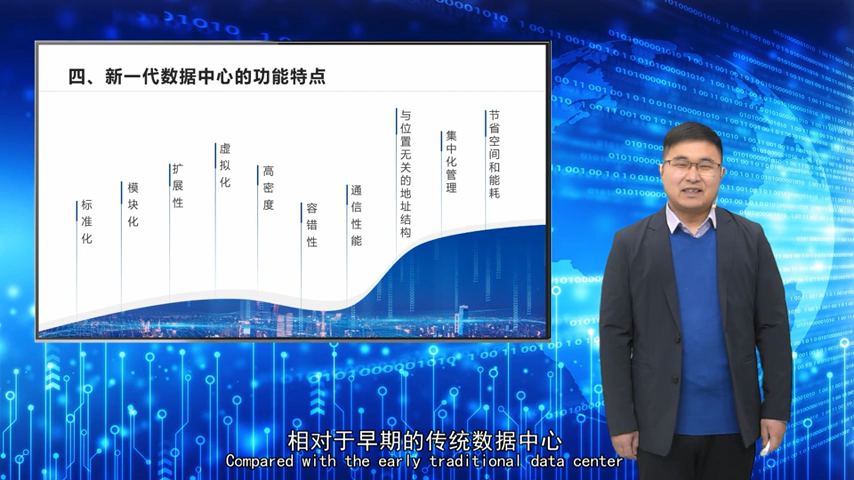 四、新一代数据中心的功能特点
标准化
模块化
扩展性
虚拟化
高密度
容错性
通信性能
与位置无关的地址结构
集中化管理
节省空间和能耗
相对于早期的传统数据中心
Compared with the early traditional data center